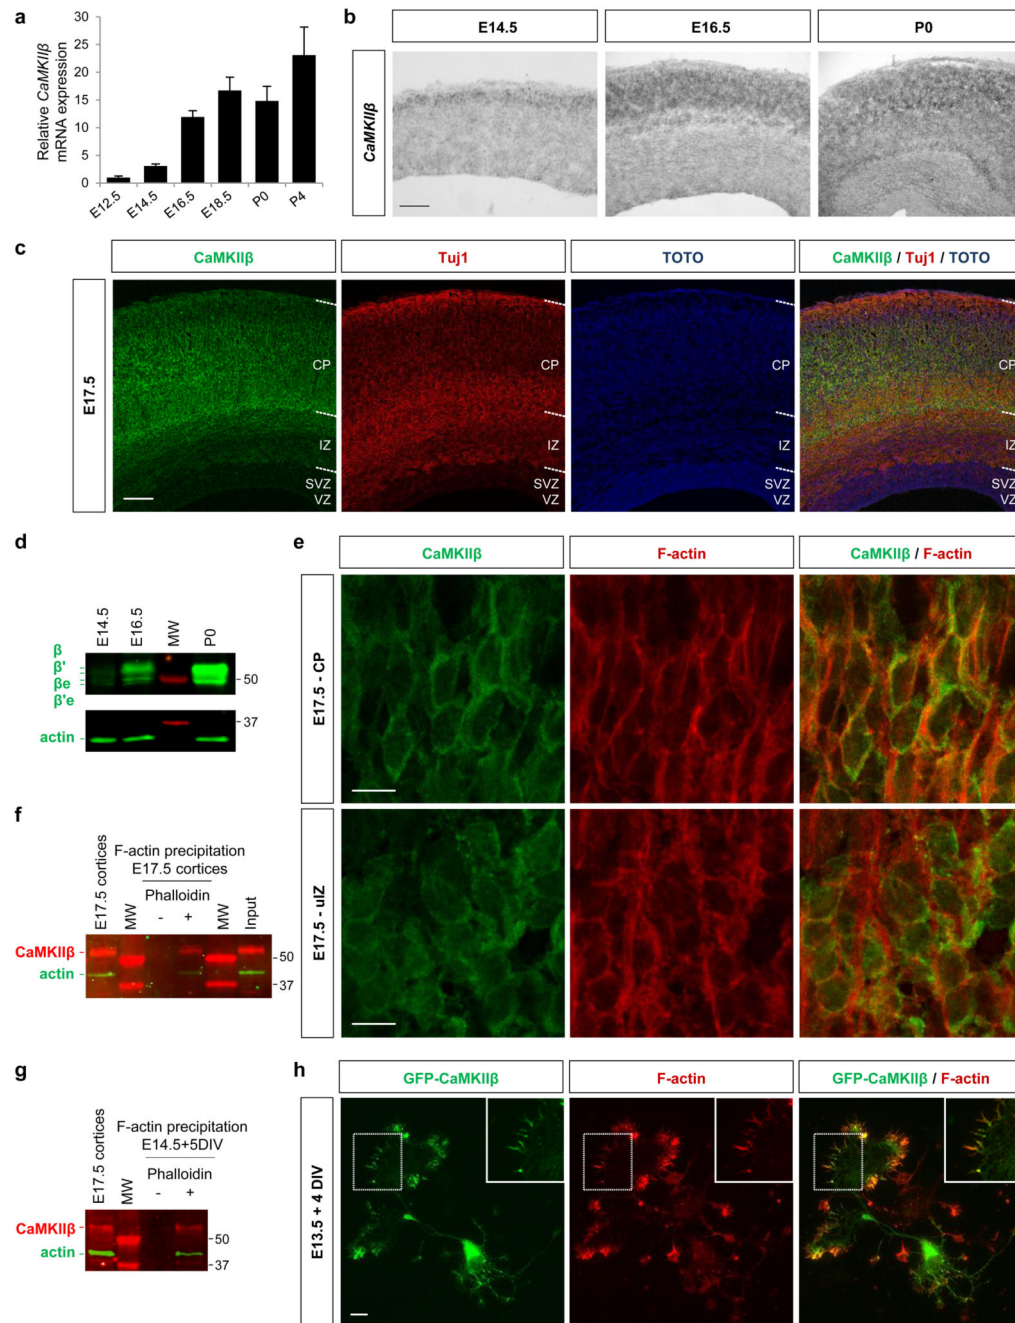 a
Relative CaMKIIβ
mRNA expression
30
25
20
15
10
5
0
E12.5
E14.5
E16.5
E18.5
P0
P4
b
E14.5
E16.5
P0
CaMKIIβ
c
CaMKIIβ
Tuj1
TOTO
CaMKIIβ / Tuj1 / TOTO
E17.5
CP
IZ
SVZ
VZ
CP
IZ
SVZ
VZ
CP
IZ
SVZ
VZ
CP
IZ
SVZ
VZ
d
E14.5
E16.5
MW
P0
β
β'
βe
β'e
50
37
actin
e
CaMKIIβ
F-actin
CaMKIIβ / F-actin
E17.5 - CP
E17.5 - uIZ
f
E17.5 cortices
F-actin precipitation
E17.5 cortices
Phalloidin
MW
-
+
MW
Input
CaMKIIβ
actin
50
37
g
E17.5 cortices
F-actin precipitation
E14.5+5DIV
Phalloidin
MW
-
+
CaMKIIβ
actin
50
37
h
GFP-CaMKIIβ
F-actin
GFP-CaMKIIβ / F-actin
E13.5 + 4 DIV